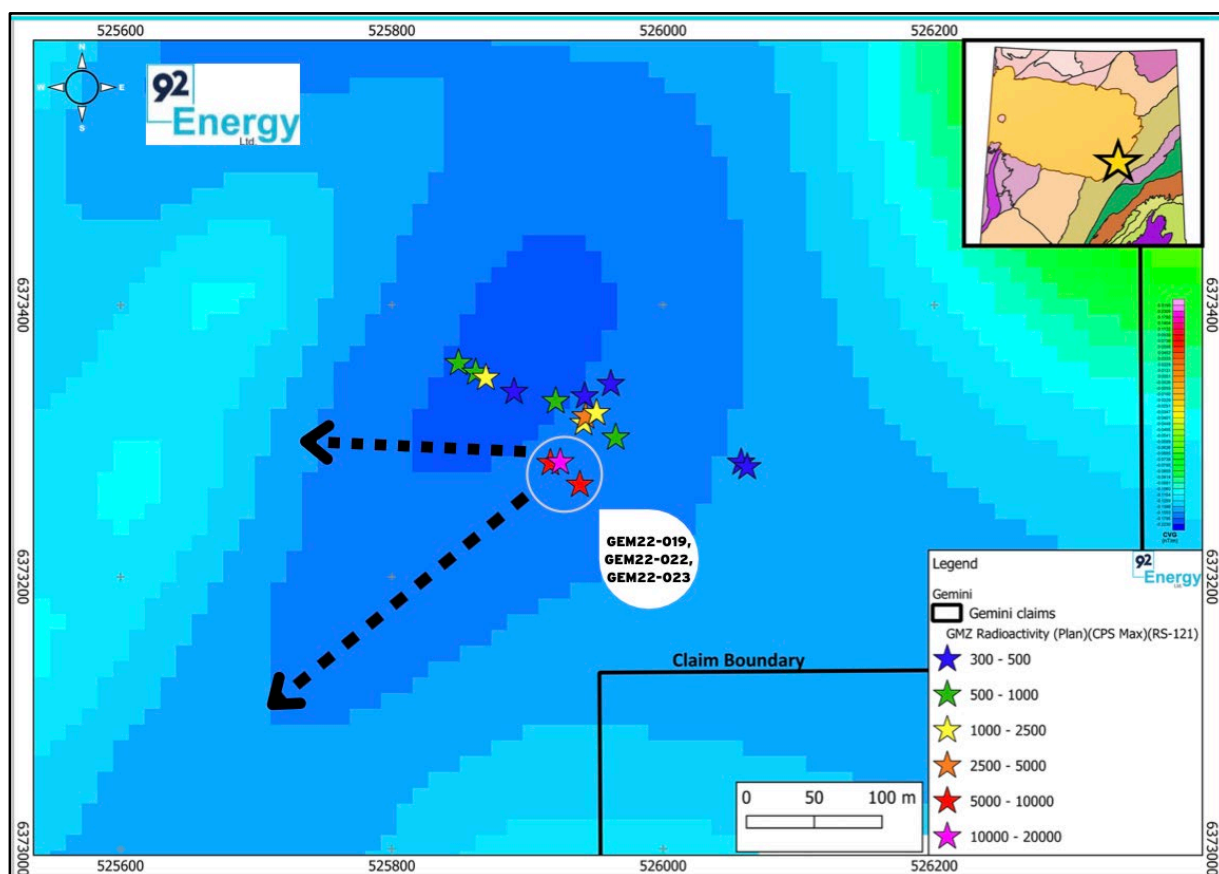 525600 525800 526000 526200
N
W E
S
92
Energy
Ltd.
6373400 6373400
GEM22-019,
GEM22-022,
GEM22-023
CVG
6373200 6373200
92
Energy
Legend
Gemini
Gemini claims
GMZ Radioactivity (Plan)(CPS Max)(RS-121)
300 - 500
500 - 1000
1000 - 2500
2500 - 5000
5000 - 10000
10000 - 20000
Claim Boundary
0 50 100 m
6373000 6373000
525600 525800 526000 526200